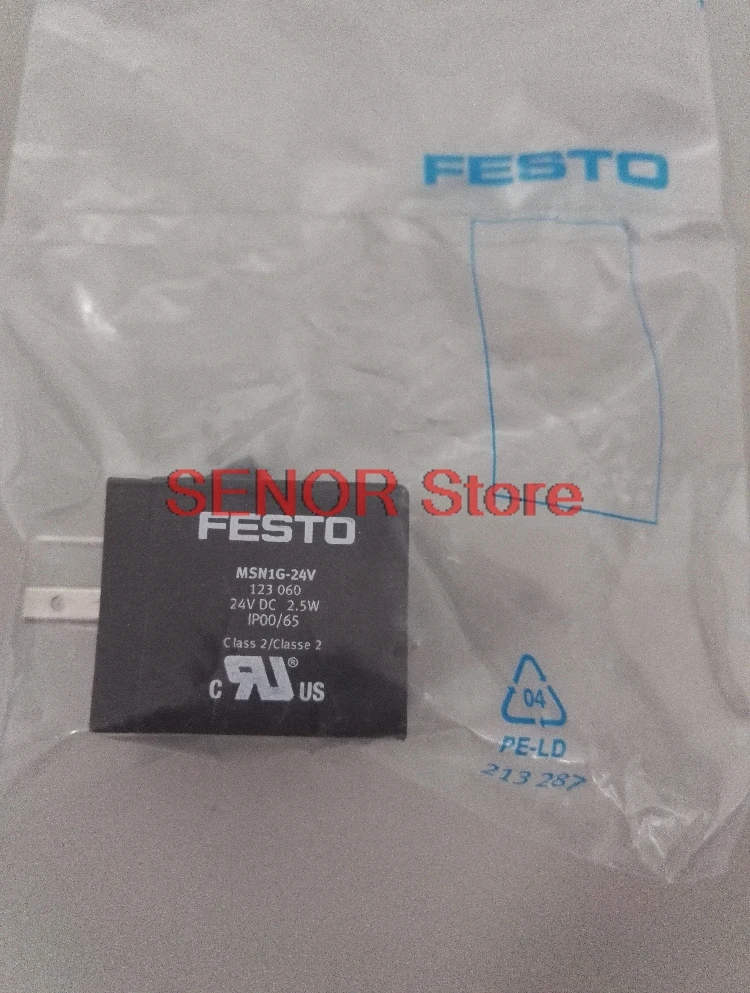 FESTO
SENOR Store
FESTO
MSN1G-24V
123 060
24V DC 2.5W
IP00/65
Class 2/Classe 2
C RU® US
04
PE-LD
213 287